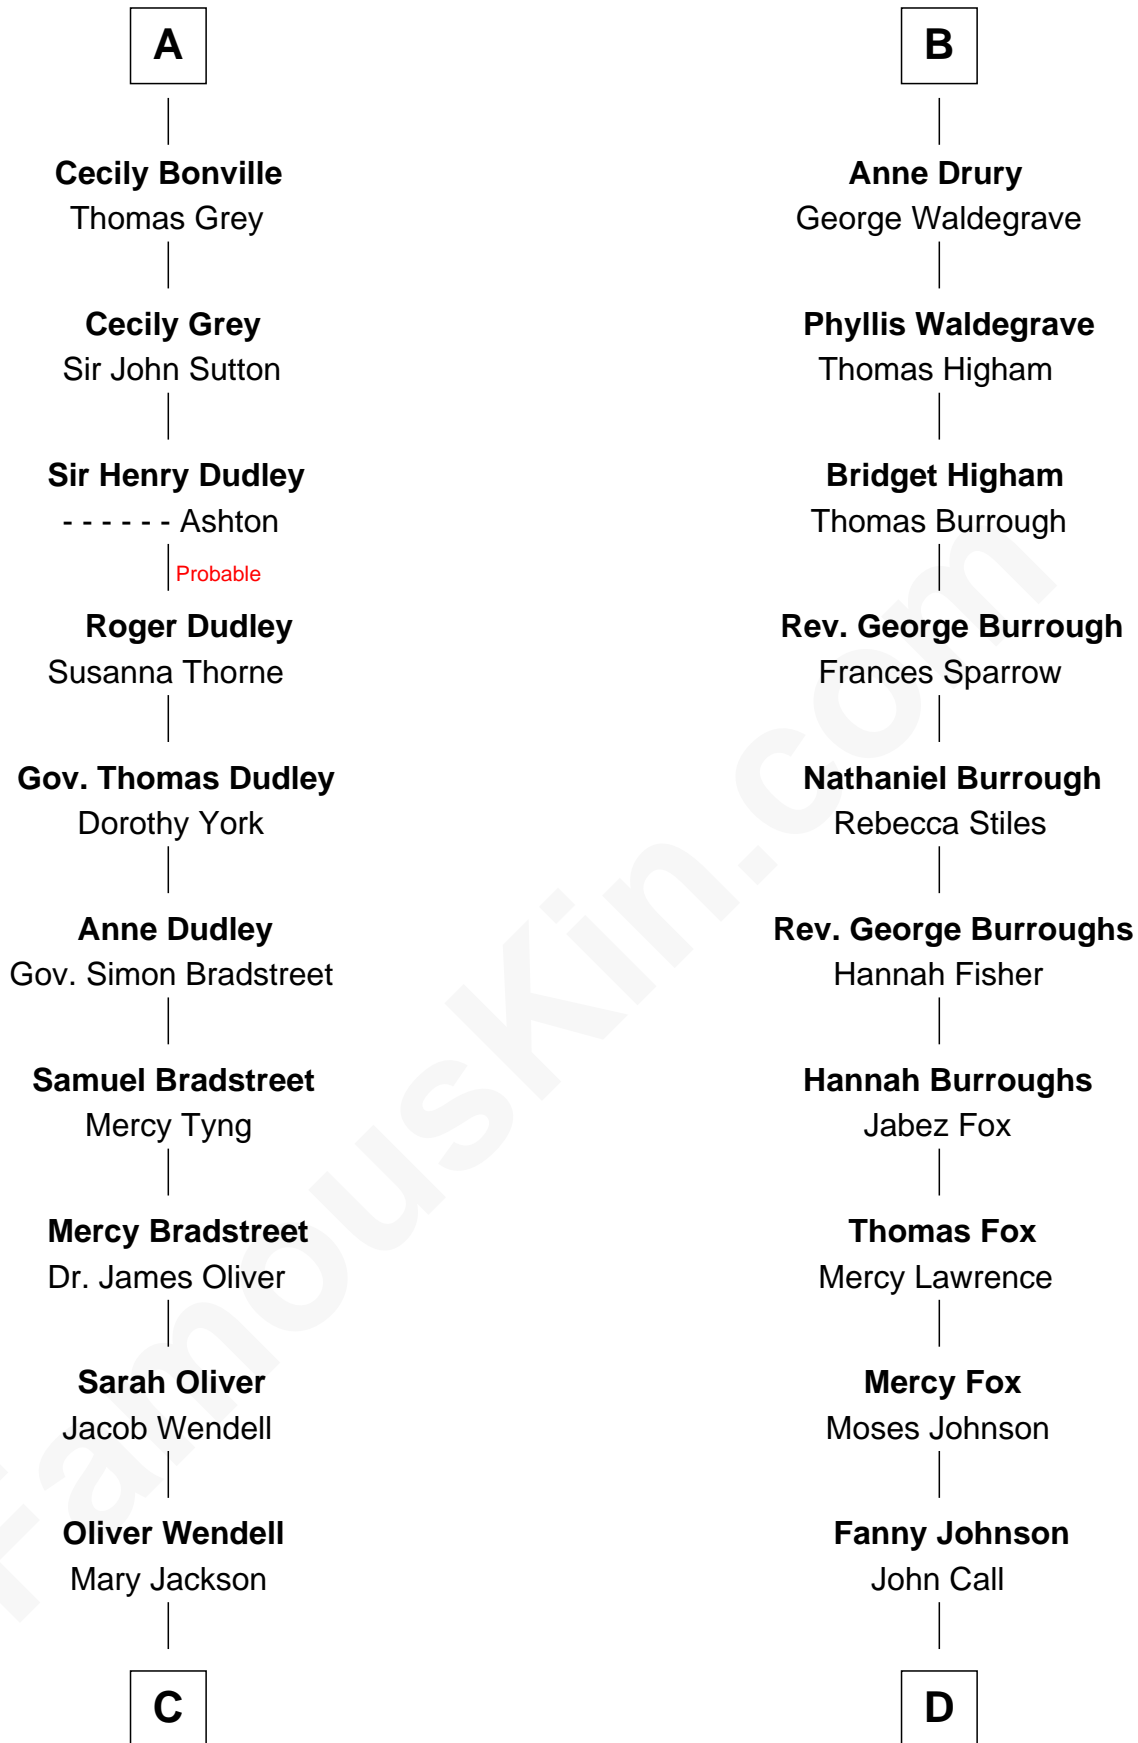 A
Cecily Bonville
Thomas Grey
Cecily Grey
Sir John Sutton
Sir Henry Dudley
- - - - - - Ashton
Probable
Roger Dudley
Susanna Thorne
Gov. Thomas Dudley
Dorothy York
Anne Dudley
Gov. Simon Bradstreet
Samuel Bradstreet
Mercy Tyng
Mercy Bradstreet
Dr. James Oliver
Sarah Oliver
Jacob Wendell
Oliver Wendell
Mary Jackson
C
B
Anne Drury
George Waldegrave
Phyllis Waldegrave
Thomas Higham
Bridget Higham
Thomas Burrough
Rev. George Burrough
Frances Sparrow
Nathaniel Burrough
Rebecca Stiles
Rev. George Burroughs
Hannah Fisher
Hannah Burroughs
Jabez Fox
Thomas Fox
Mercy Lawrence
Mercy Fox
Moses Johnson
Fanny Johnson
John Call
D
FamousKin.com